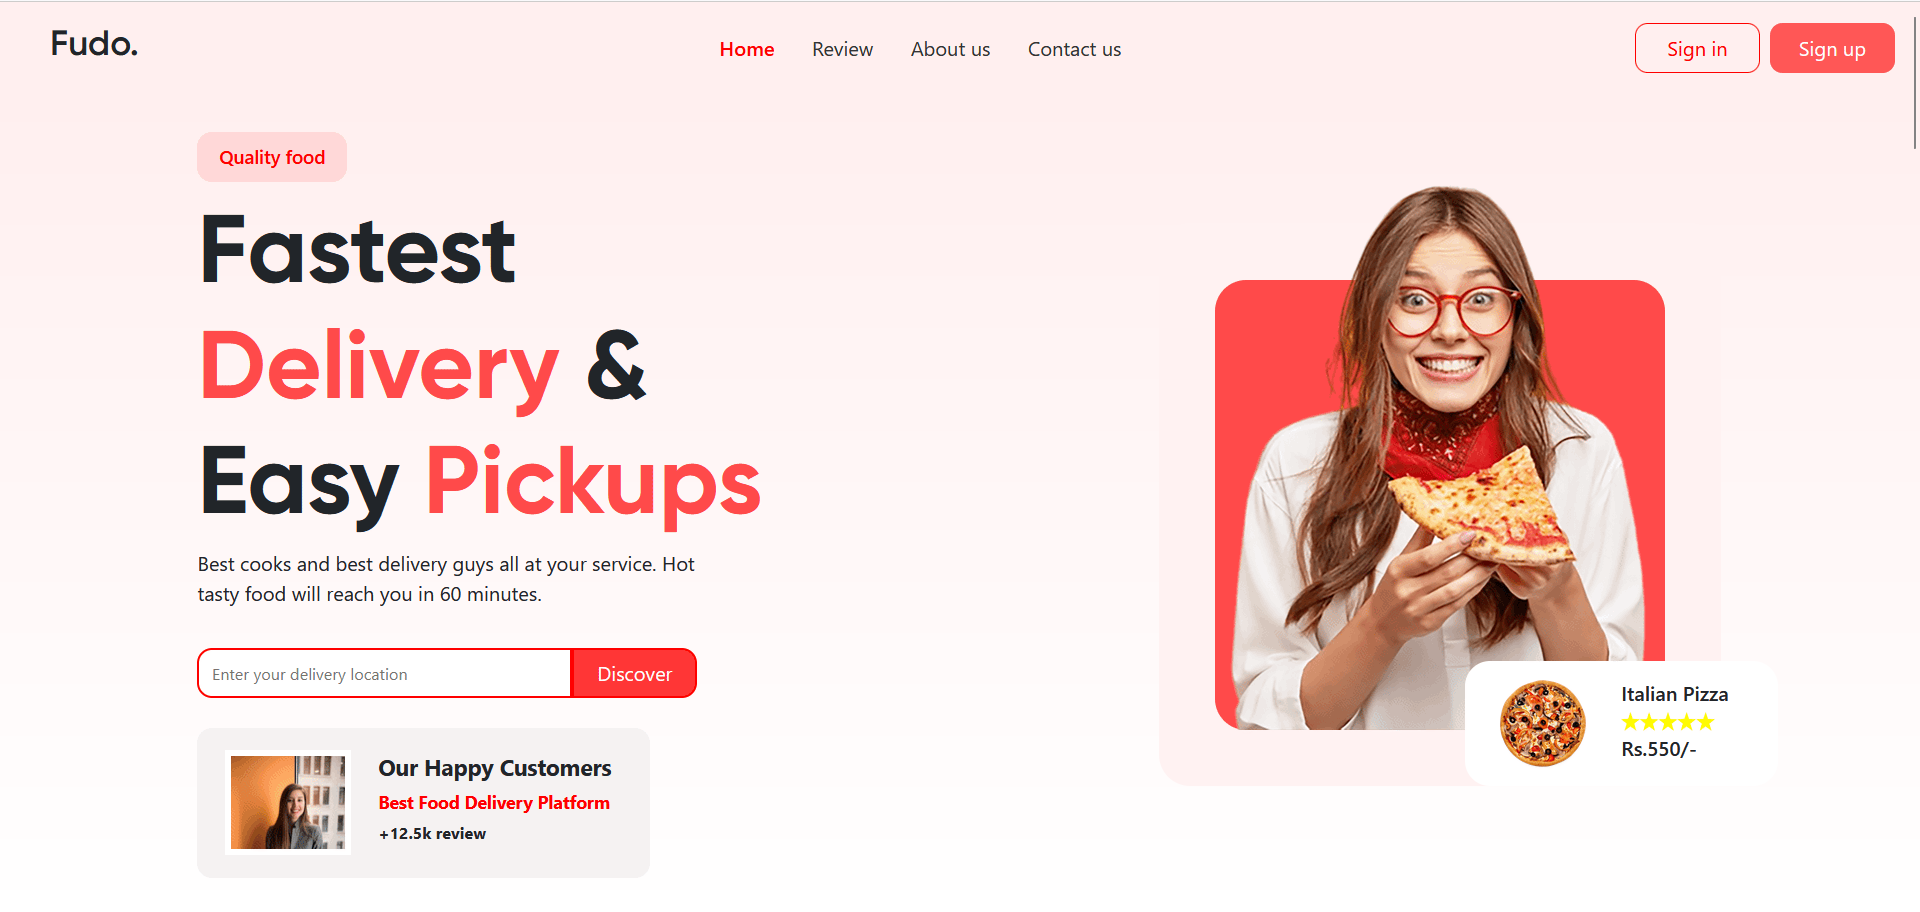 Fudo.
Home Review About us Contact us
Sign in Sign up
Quality food
Fastest
Delivery &
Easy Pickups
Best cooks and best delivery guys all at your service. Hot
tasty food will reach you in 60 minutes.
Enter your delivery location Discover
Our Happy Customers
Best Food Delivery Platform
+12.5k review
Italian Pizza
Rs.550/-